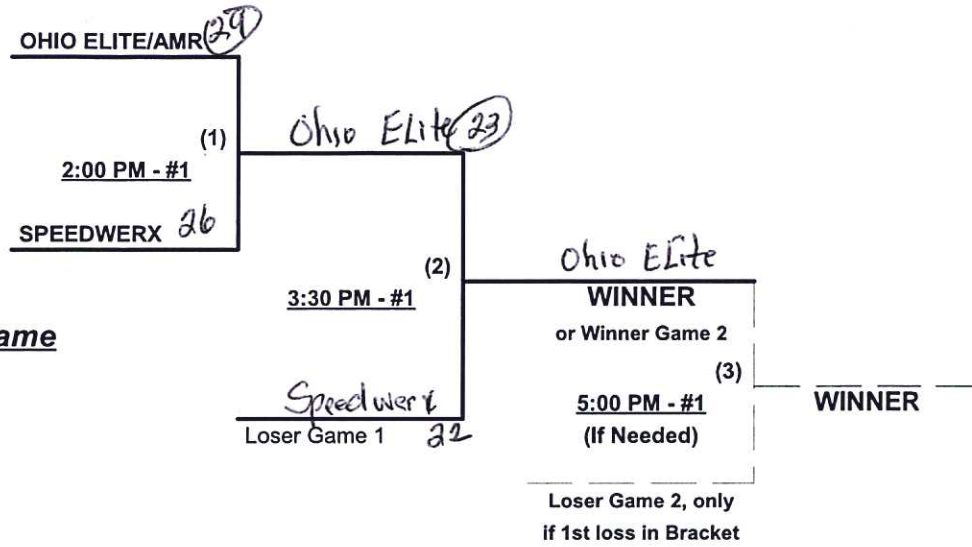 OHIO ELITE/AMR 29
(1)
2:00 PM - #1
SPEEDWERX 26
Ohio ELite 23
(2)
3:30 PM - #1
ame
Speedwerx
Loser Game 1 22
Ohio ELite
WINNER
or Winner Game 2
(3)
5:00 PM - #1
(If Needed)
WINNER
Loser Game 2, only
if 1st loss in Bracket